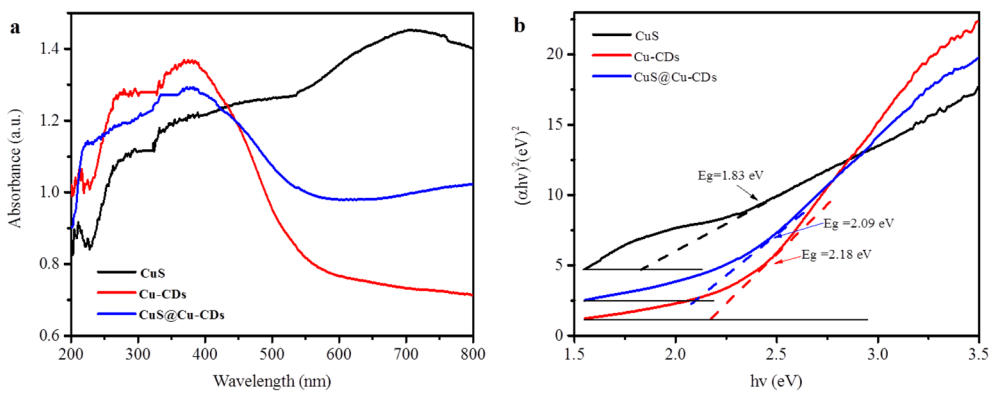 a
Absorbance (a.u.)
1.4
1.2
1.0
0.8
0.6
CuS
Cu-CDs
CuS@Cu-CDs
200 300 400 500 600 700 800
Wavelength (nm)
b
(αhν)²(eV)²
20
15
10
5
0
CuS
Cu-CDs
CuS@Cu-CDs
Eg=1.83 eV
Eg =2.09 eV
Eg =2.18 eV
1.5 2.0 2.5 3.0 3.5
hν (eV)